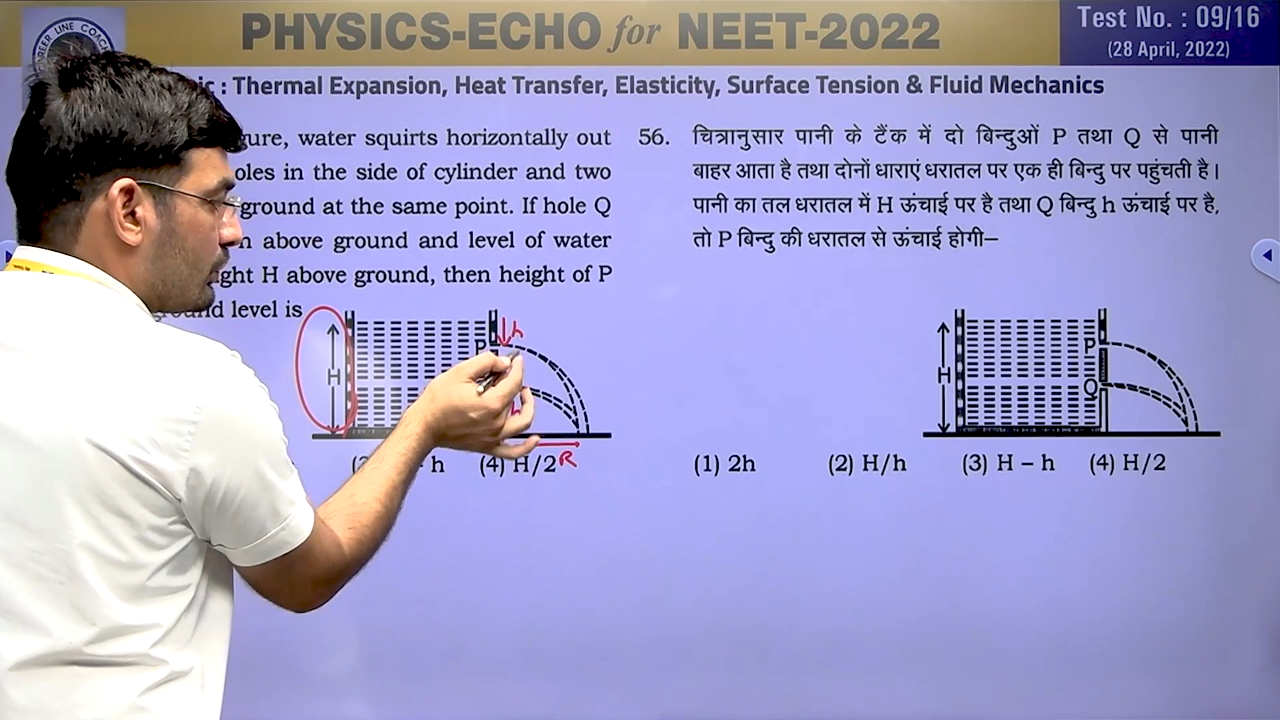 PHYSICS-ECHO for NEET-2022
Test No. : 09/16
(28 April, 2022)
: Thermal Expansion, Heat Transfer, Elasticity, Surface Tension & Fluid Mechanics
water squirts horizontally out
in the side of cylinder and two
ground at the same point. If hole Q
above ground and level of water
H above ground, then height of P
level is
H
P
h
h
R
h (4) H/2
56. चित्रानुसार पानी के टैंक में दो बिन्दुओं P तथा Q से पानी
बाहर आता है तथा दोनों धाराएं धरातल पर एक ही बिन्दु पर पहुंचती है।
पानी का तल धरातल में H ऊंचाई पर है तथा Q बिन्दु h ऊंचाई पर है,
तो P बिन्दु की धरातल से ऊंचाई होगी–
H
P
Q
(1) 2h (2) H/h (3) H – h (4) H/2